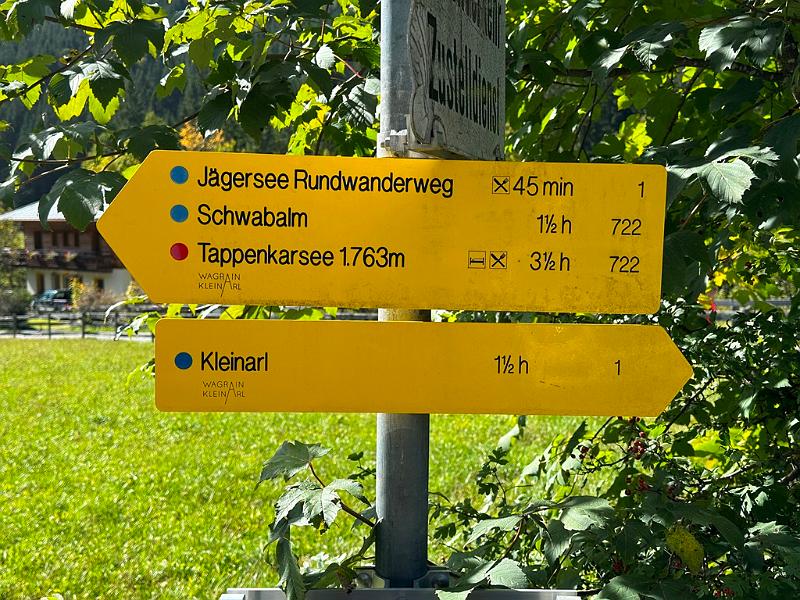 Zustelldienst
Jägersee Rundwanderweg 45 min 1
Schwabalm 1½ h 722
Tappenkarsee 1.763m 3½ h 722
WAGRAIN
KLEINARL
Kleinarl 1½ h 1
WAGRAIN
KLEINARL